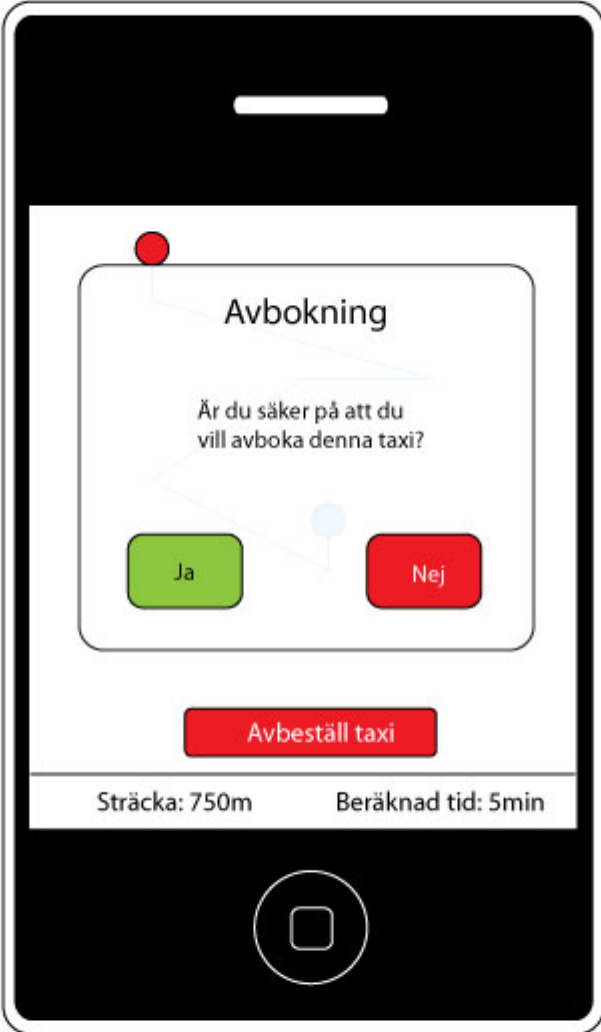 Avbokning
Är du säker på att du
vill avboka denna taxi?
Ja
Nej
Avbeställ taxi
Sträcka: 750m
Beräknad tid: 5min